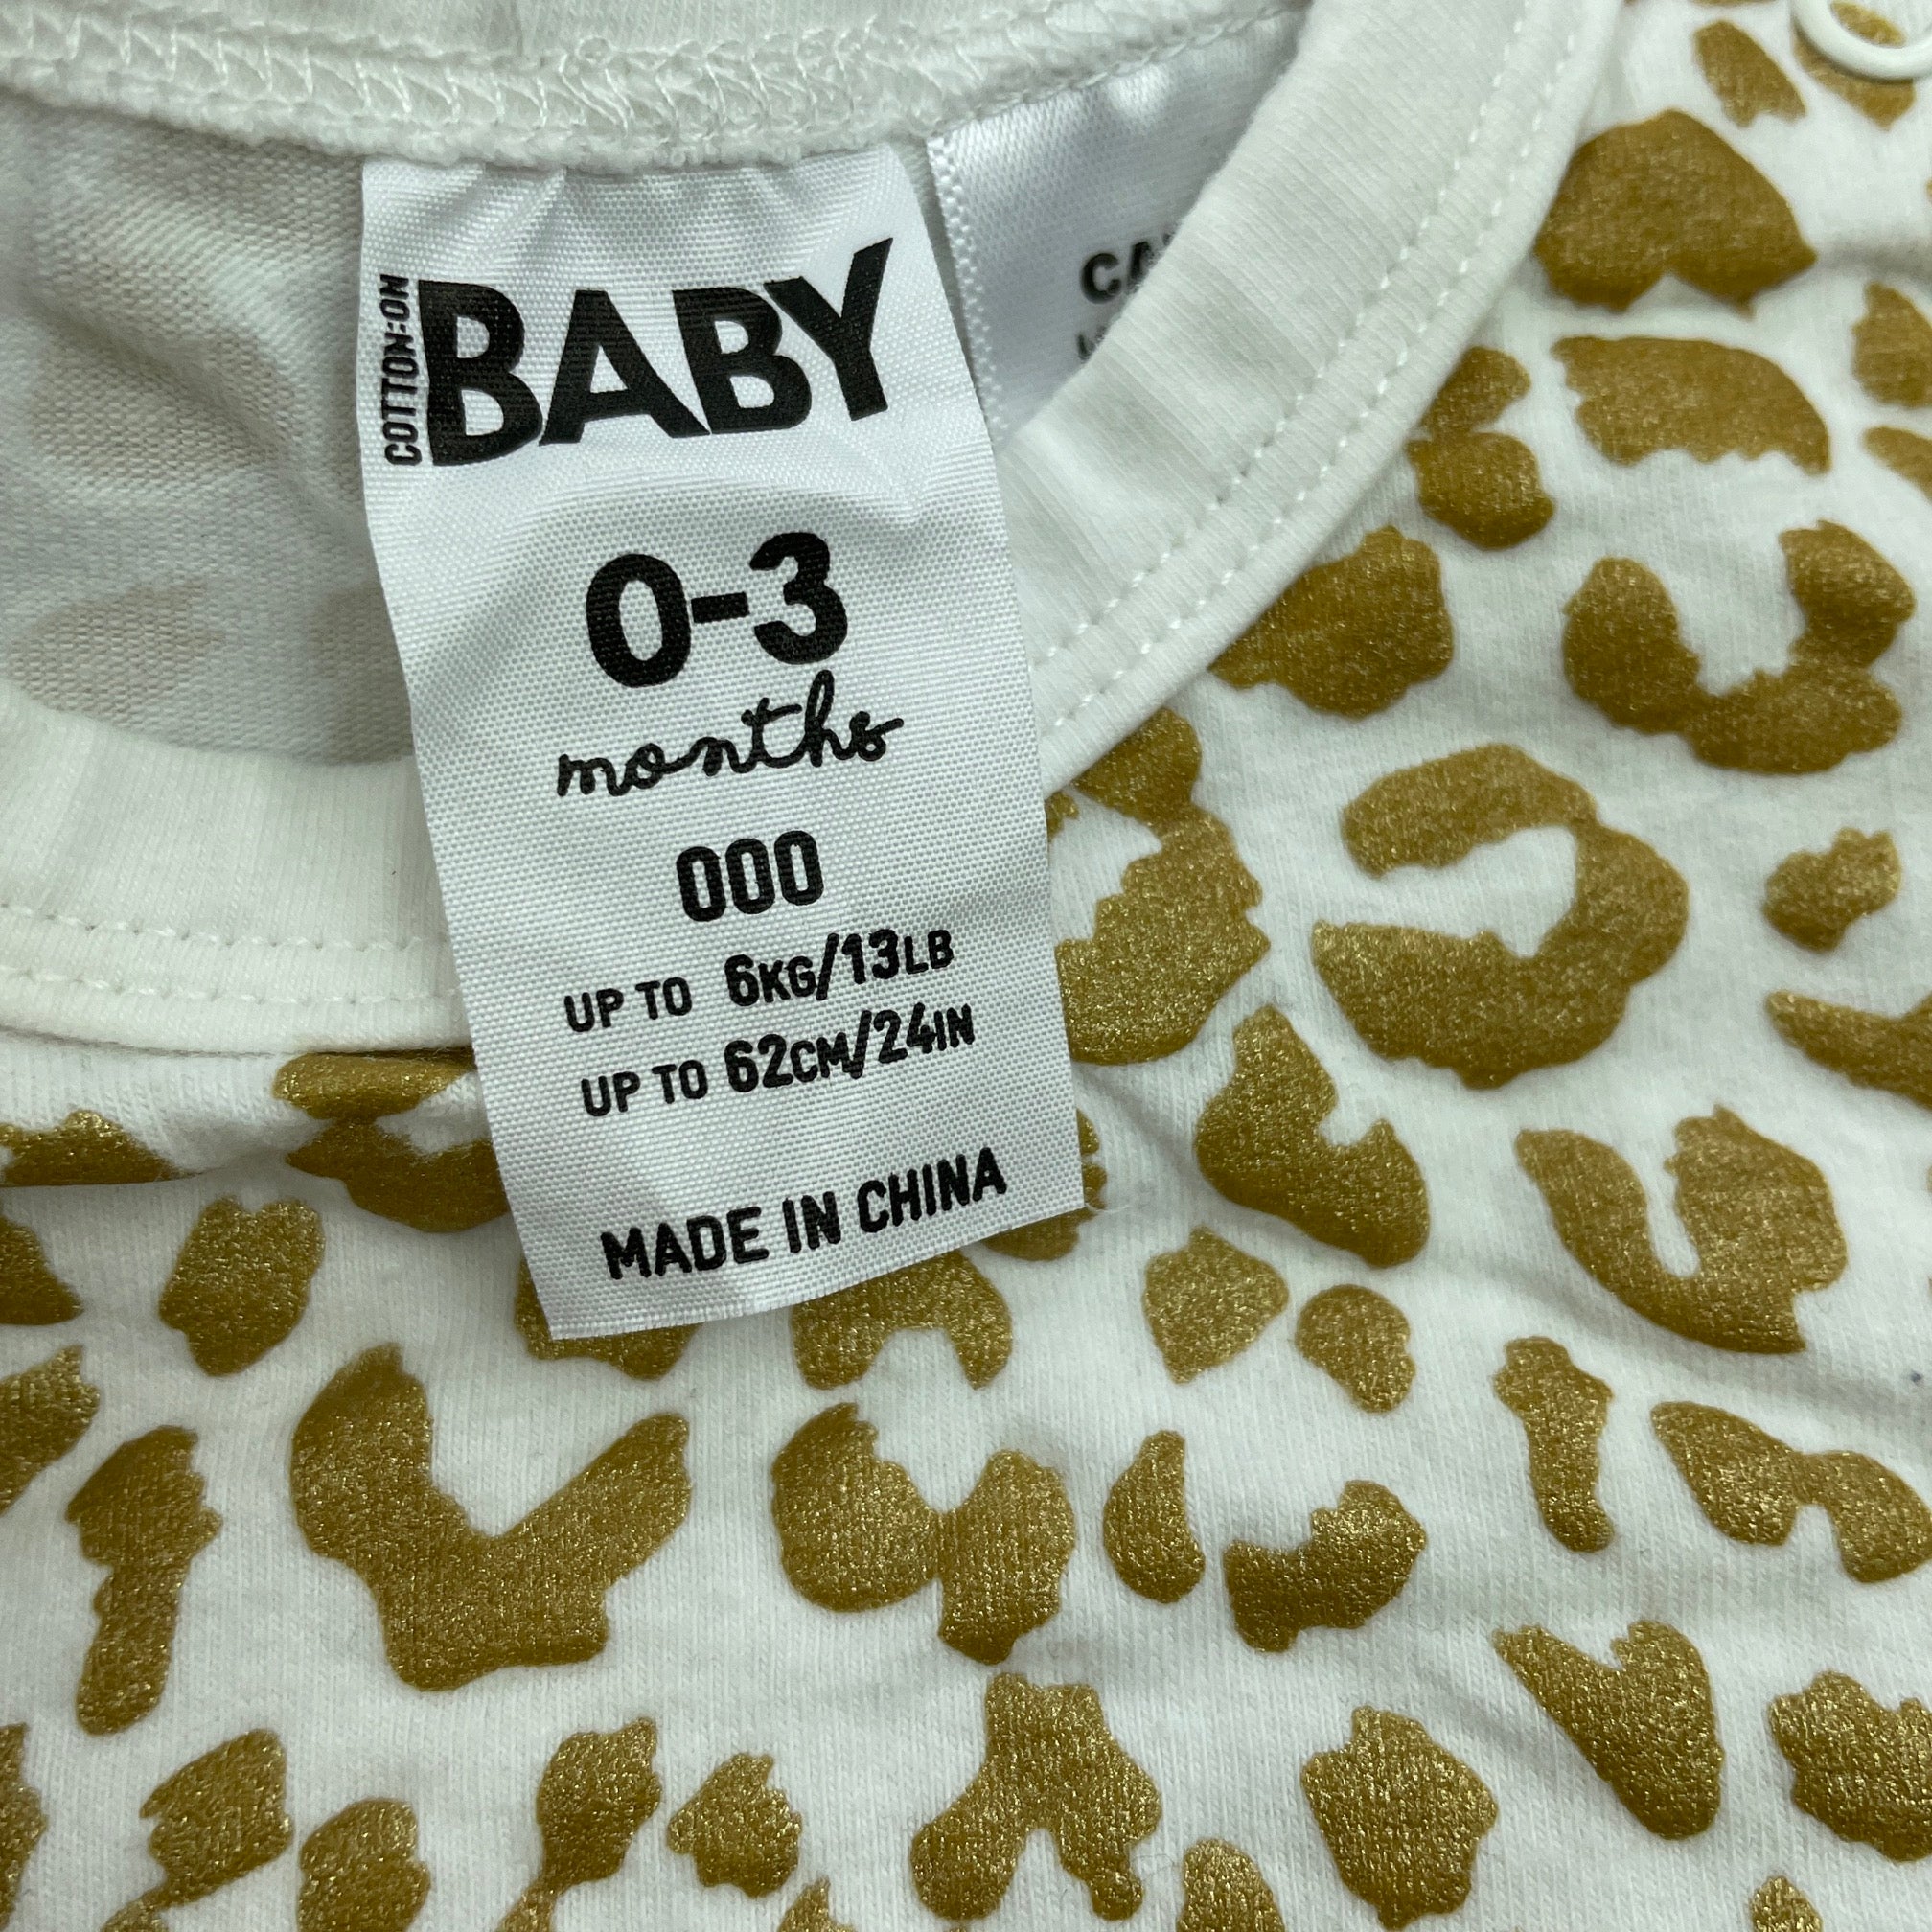 COTTON:ON
BABY
0-3
months
000
UP TO 6KG/13LB
UP TO 62CM/24IN
MADE IN CHINA